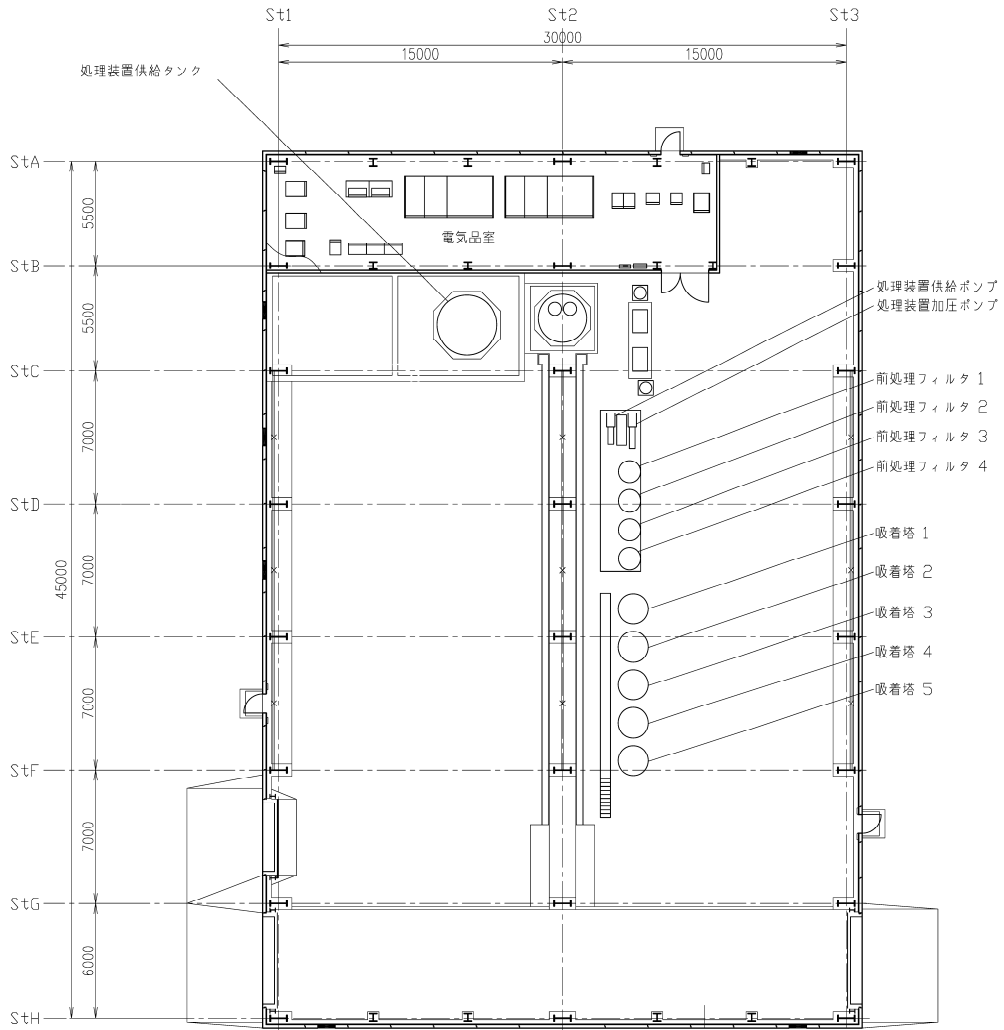 St1
St2
St3
30000
15000
15000
処理装置供給タンク
StA
5500
電気品室
StB
5500
処理装置供給ポンプ
処理装置加圧ポンプ
StC
前処理フィルタ 1
前処理フィルタ 2
7000
前処理フィルタ 3
前処理フィルタ 4
StD
吸着塔 1
45000
7000
吸着塔 2
吸着塔 3
StE
吸着塔 4
7000
吸着塔 5
StF
7000
StG
6000
StH